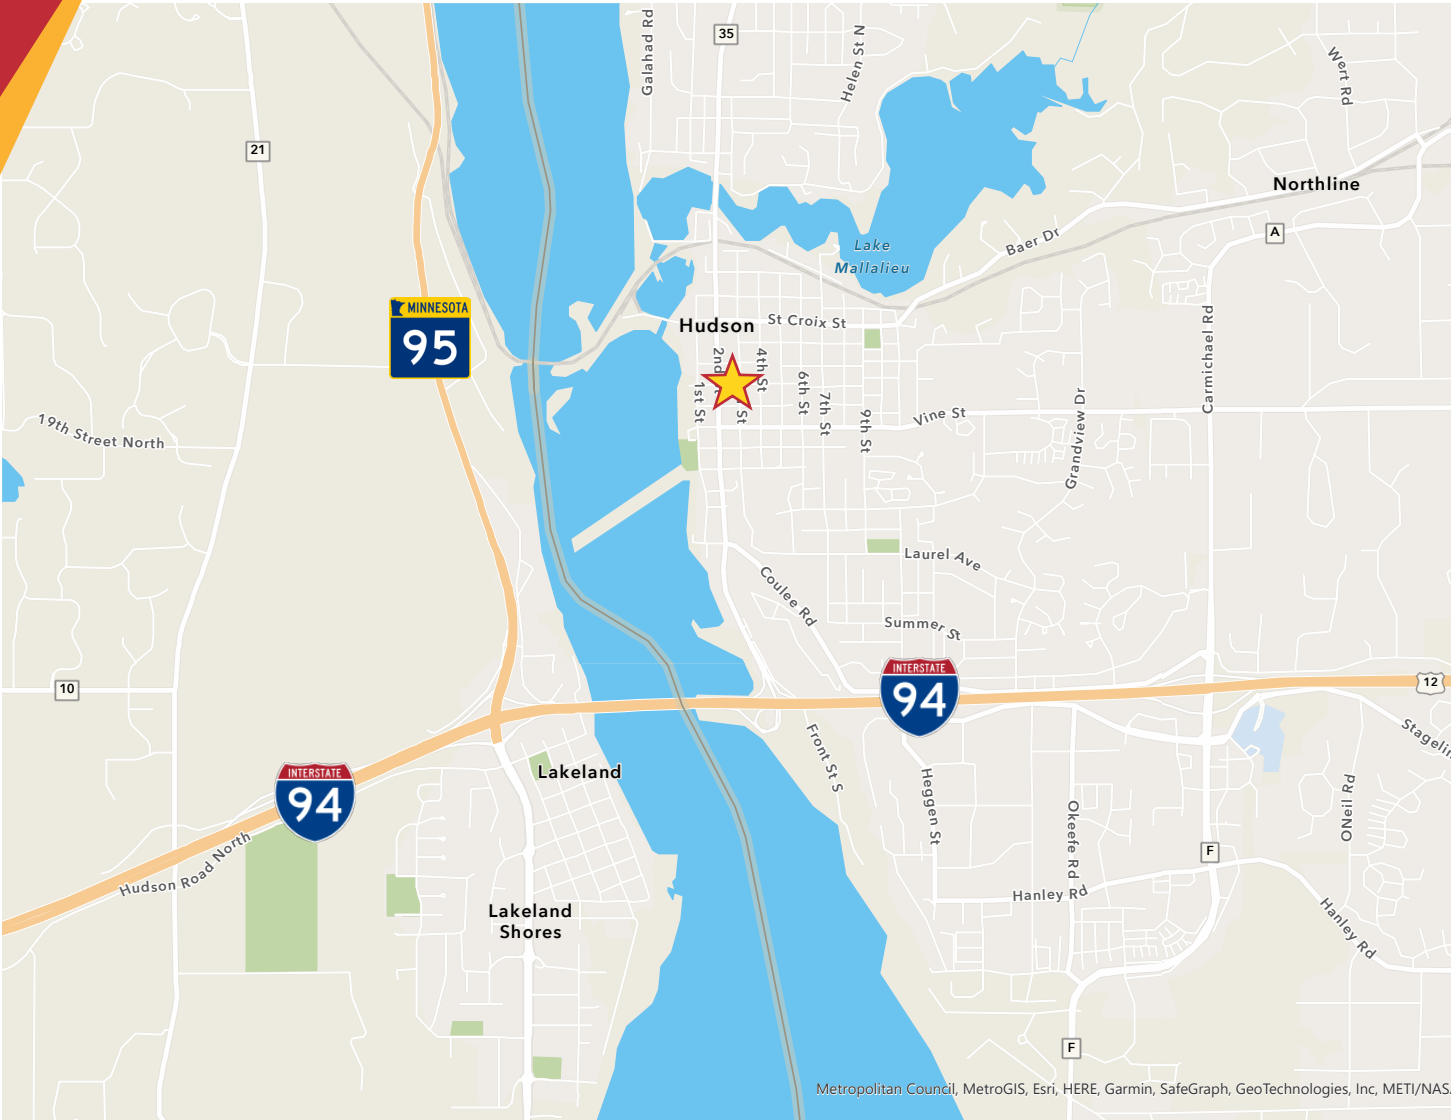 Galahad Rd
35
Helen St N
Wert Rd
21
Northline
A
Baer Dr
Lake
Mallalieu
MINNESOTA
95
Hudson
St Croix St
2nd
4th St
1st St
St
6th St
7th St
9th St
Vine St
Grandview Dr
Carmichael Rd
19th Street North
Laurel Ave
Coulee Rd
Summer St
10
INTERSTATE
94
12
Stagelin
Front St S
Lakeland
INTERSTATE
94
Heggen St
Okeefe Rd
ONeil Rd
F
Hudson Road North
Hanley Rd
Hanley Rd
Lakeland
Shores
F
Metropolitan Council, MetroGIS, Esri, HERE, Garmin, SafeGraph, GeoTechnologies, Inc, METI/NAS